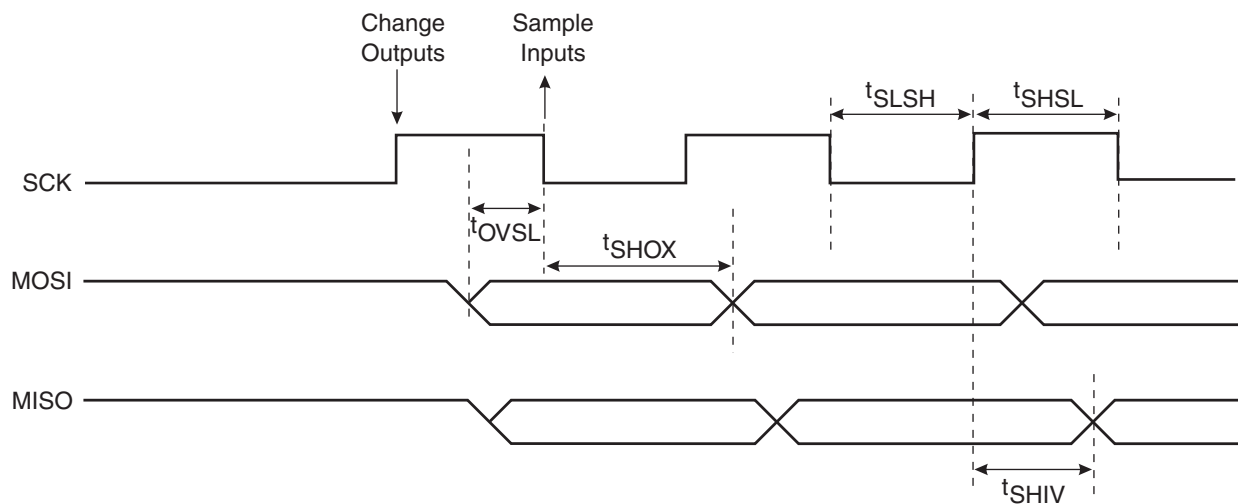 Change
Outputs
Sample
Inputs
tSLSH
tSHSL
SCK
tOVSL
tSHOX
MOSI
MISO
tSHIV